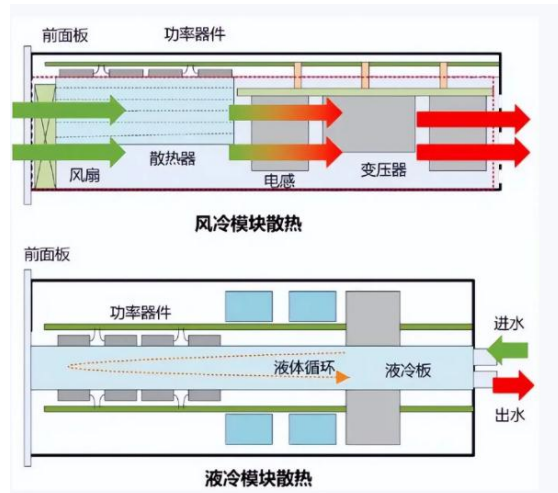 前面板
功率器件
风扇
散热器
电感
变压器
风冷模块散热
前面板
功率器件
进水
液体循环
液冷板
出水
液冷模块散热